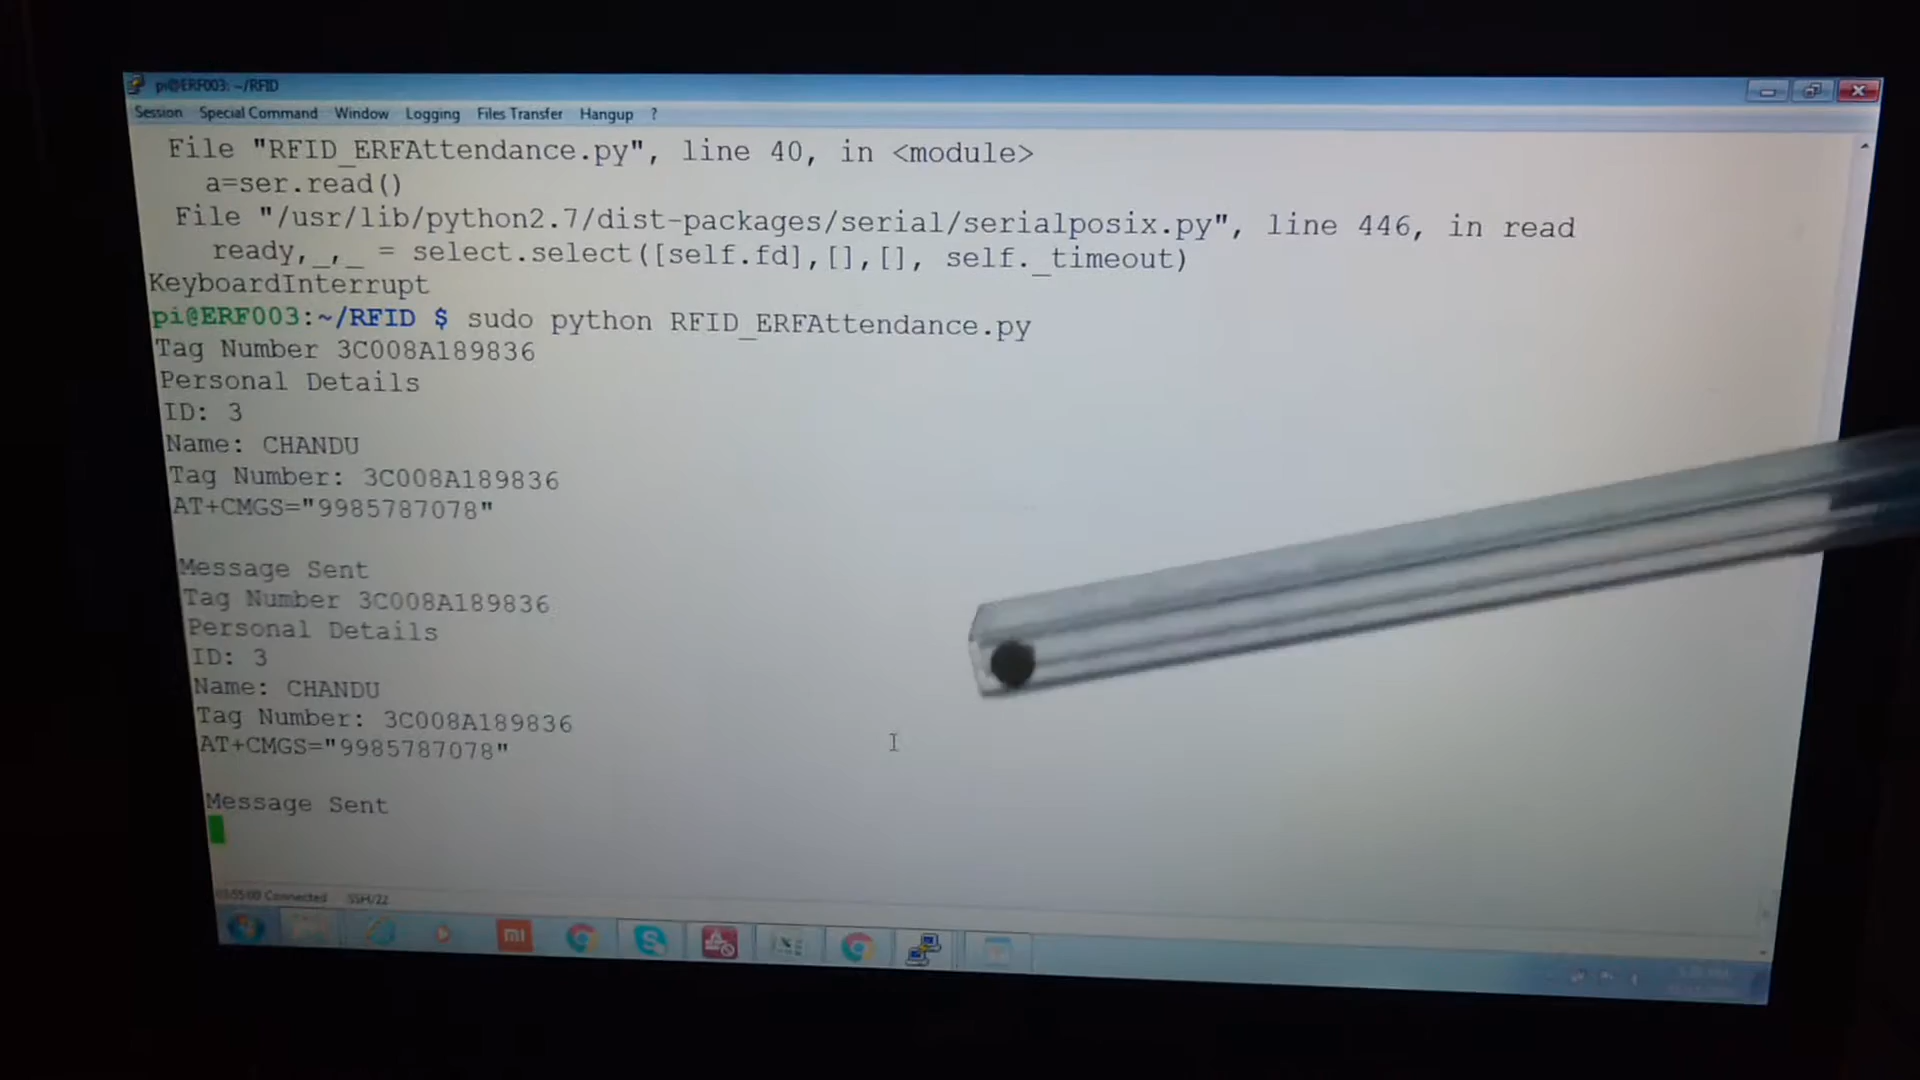 pi@ERF003: ~/RFID
Session Special Command Window Logging Files Transfer Hangup ?
File "RFID_ERFAttendance.py", line 40, in <module>
a=ser.read()
File "/usr/lib/python2.7/dist-packages/serial/serialposix.py", line 446, in read
ready,_,_ = select.select([self.fd],[],[], self._timeout)
KeyboardInterrupt
pi@ERF003:~/RFID $ sudo python RFID_ERFAttendance.py
Tag Number 3C008A189836
Personal Details
ID: 3
Name: CHANDU
Tag Number: 3C008A189836
AT+CMGS="9985787078"
Message Sent
Tag Number 3C008A189836
Personal Details
ID: 3
Name: CHANDU
Tag Number: 3C008A189836
AT+CMGS="9985787078"
Message Sent
Connected SSH/22
mi